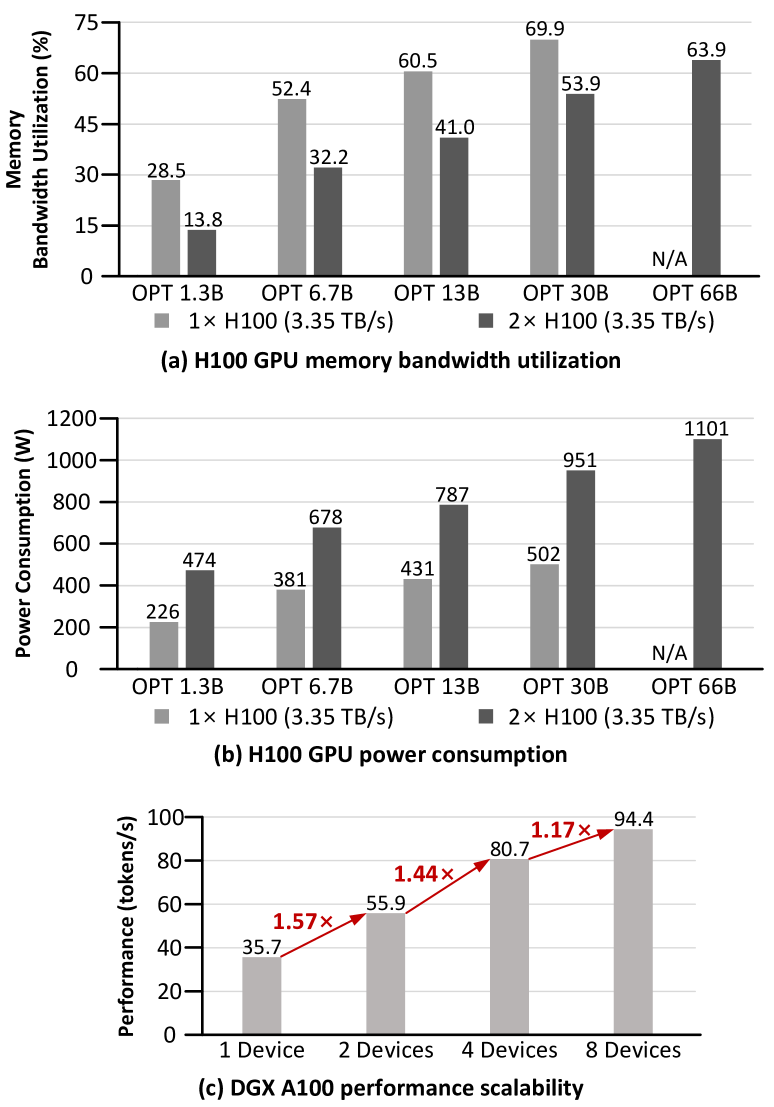 Memory
Bandwidth Utilization (%)
75
60
45
30
15
0
28.5
13.8
52.4
32.2
60.5
41.0
69.9
53.9
N/A
63.9
OPT 1.3B
OPT 6.7B
OPT 13B
OPT 30B
OPT 66B
1× H100 (3.35 TB/s)
2× H100 (3.35 TB/s)
(a) H100 GPU memory bandwidth utilization
Power Consumption (W)
1200
1000
800
600
400
200
0
226
474
381
678
431
787
502
951
N/A
1101
OPT 1.3B
OPT 6.7B
OPT 13B
OPT 30B
OPT 66B
1× H100 (3.35 TB/s)
2× H100 (3.35 TB/s)
(b) H100 GPU power consumption
Performance (tokens/s)
100
80
60
40
20
0
35.7
1.57×
55.9
1.44×
80.7
1.17×
94.4
1 Device
2 Devices
4 Devices
8 Devices
(c) DGX A100 performance scalability